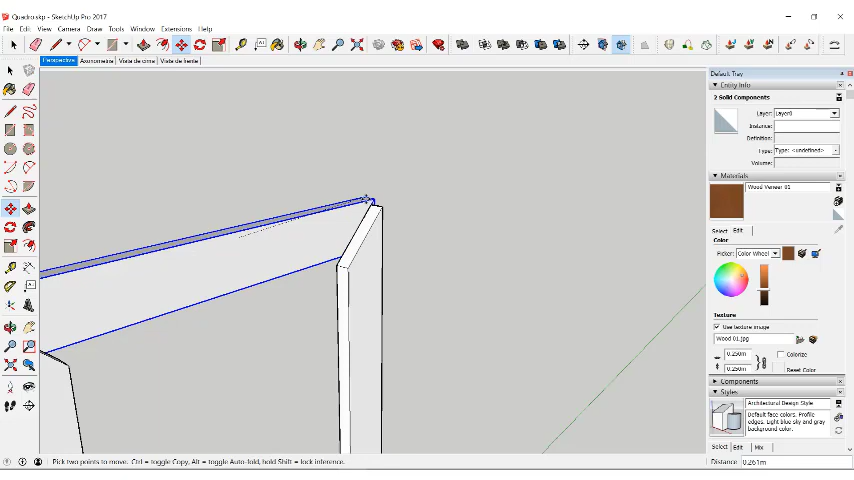 Quadro.skp - SketchUp Pro 2017
File Edit View Camera Draw Tools Window Extensions Help
Perspectiva Axonometria Vista de cima Vista de frente
Default Tray
Entity Info
2 Solid Components
Layer: Layer0
Instance:
Definition:
Type: Type: <undefined>
Volume:
Materials
Wood Veneer 01
Select Edit
Color
Picker: Color Wheel
Texture
Use texture image
Wood 01.jpg
0.250m Colorize
0.250m Reset Color
Components
Styles
Architectural Design Style
Default face colors. Profile
edges. Light blue sky and gray
background color.
Select Edit Mix
Pick two points to move. Ctrl = toggle Copy, Alt = toggle Auto-fold, hold Shift = lock inference.
Distance 0.261m